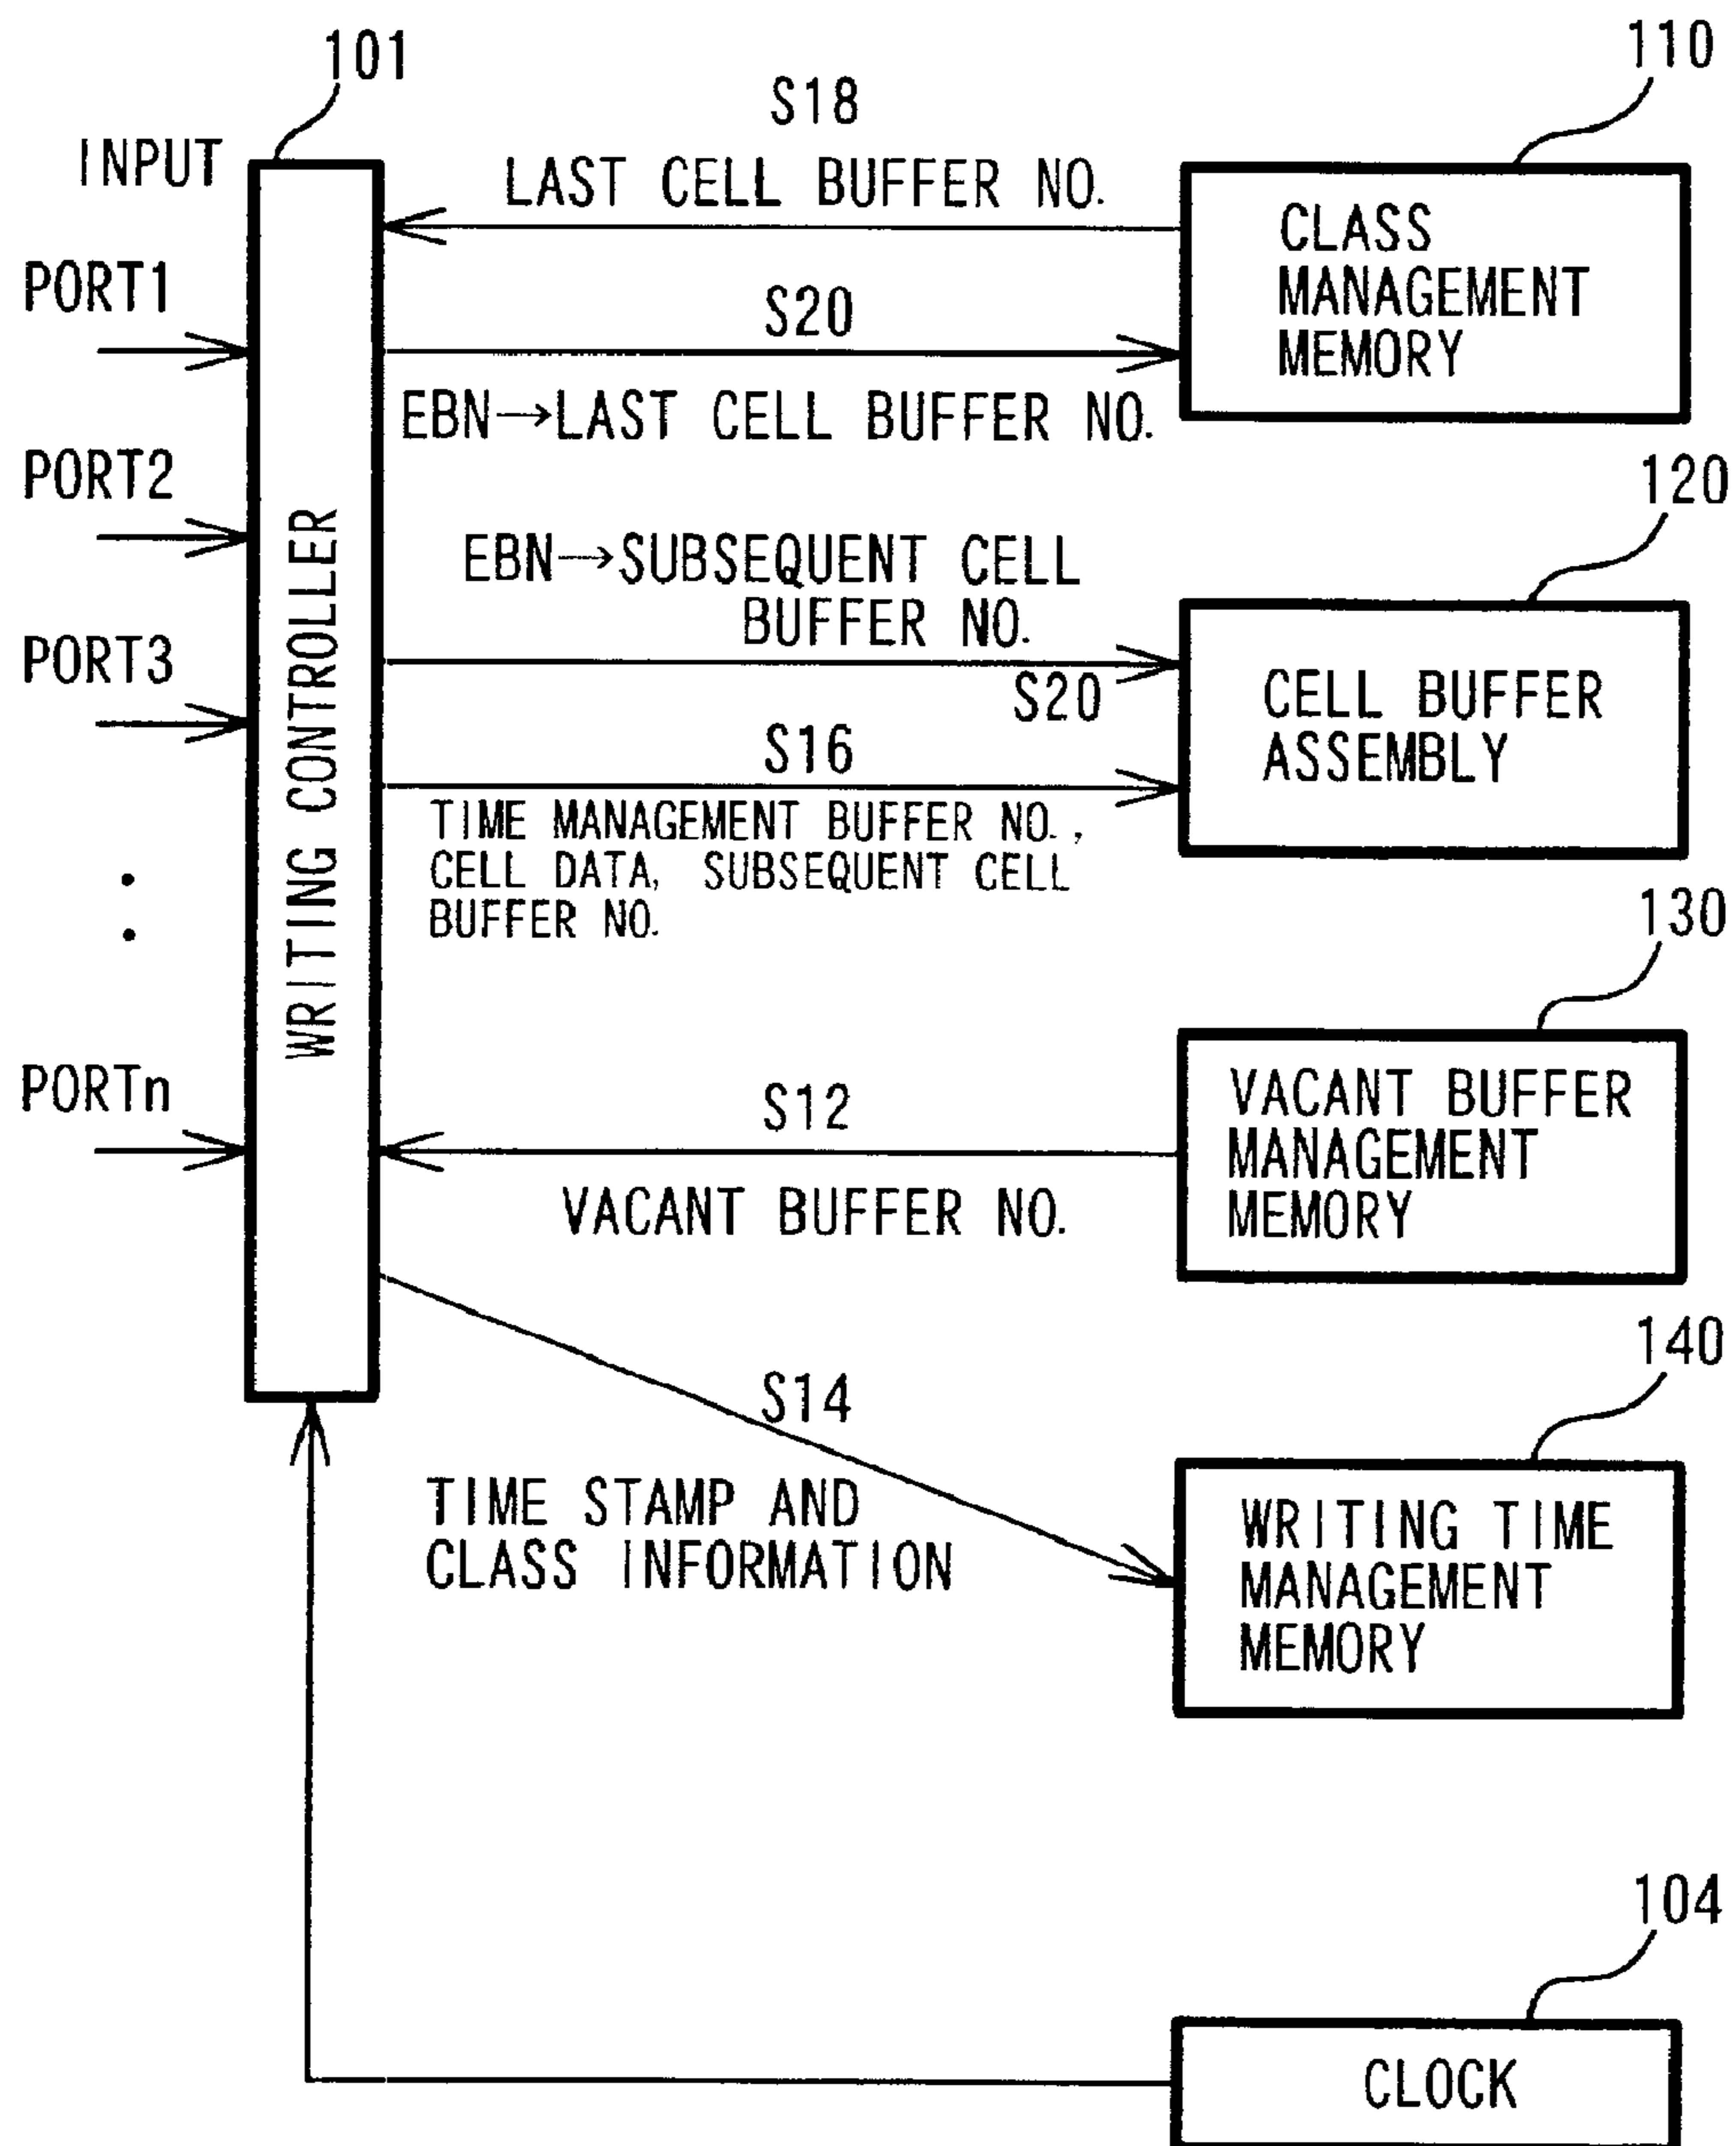 101
110
S18
INPUT
LAST CELL BUFFER NO.
CLASS
MANAGEMENT
MEMORY
PORT1
S20
EBN→LAST CELL BUFFER NO.
PORT2
120
EBN→SUBSEQUENT CELL
BUFFER NO.
WRITING CONTROLLER
PORT3
S20
CELL BUFFER
ASSEMBLY
S16
TIME MANAGEMENT BUFFER NO.,
CELL DATA, SUBSEQUENT CELL
BUFFER NO.
130
PORTn
S12
VACANT BUFFER
MANAGEMENT
MEMORY
VACANT BUFFER NO.
140
S14
TIME STAMP AND
CLASS INFORMATION
WRITING TIME
MANAGEMENT
MEMORY
104
CLOCK